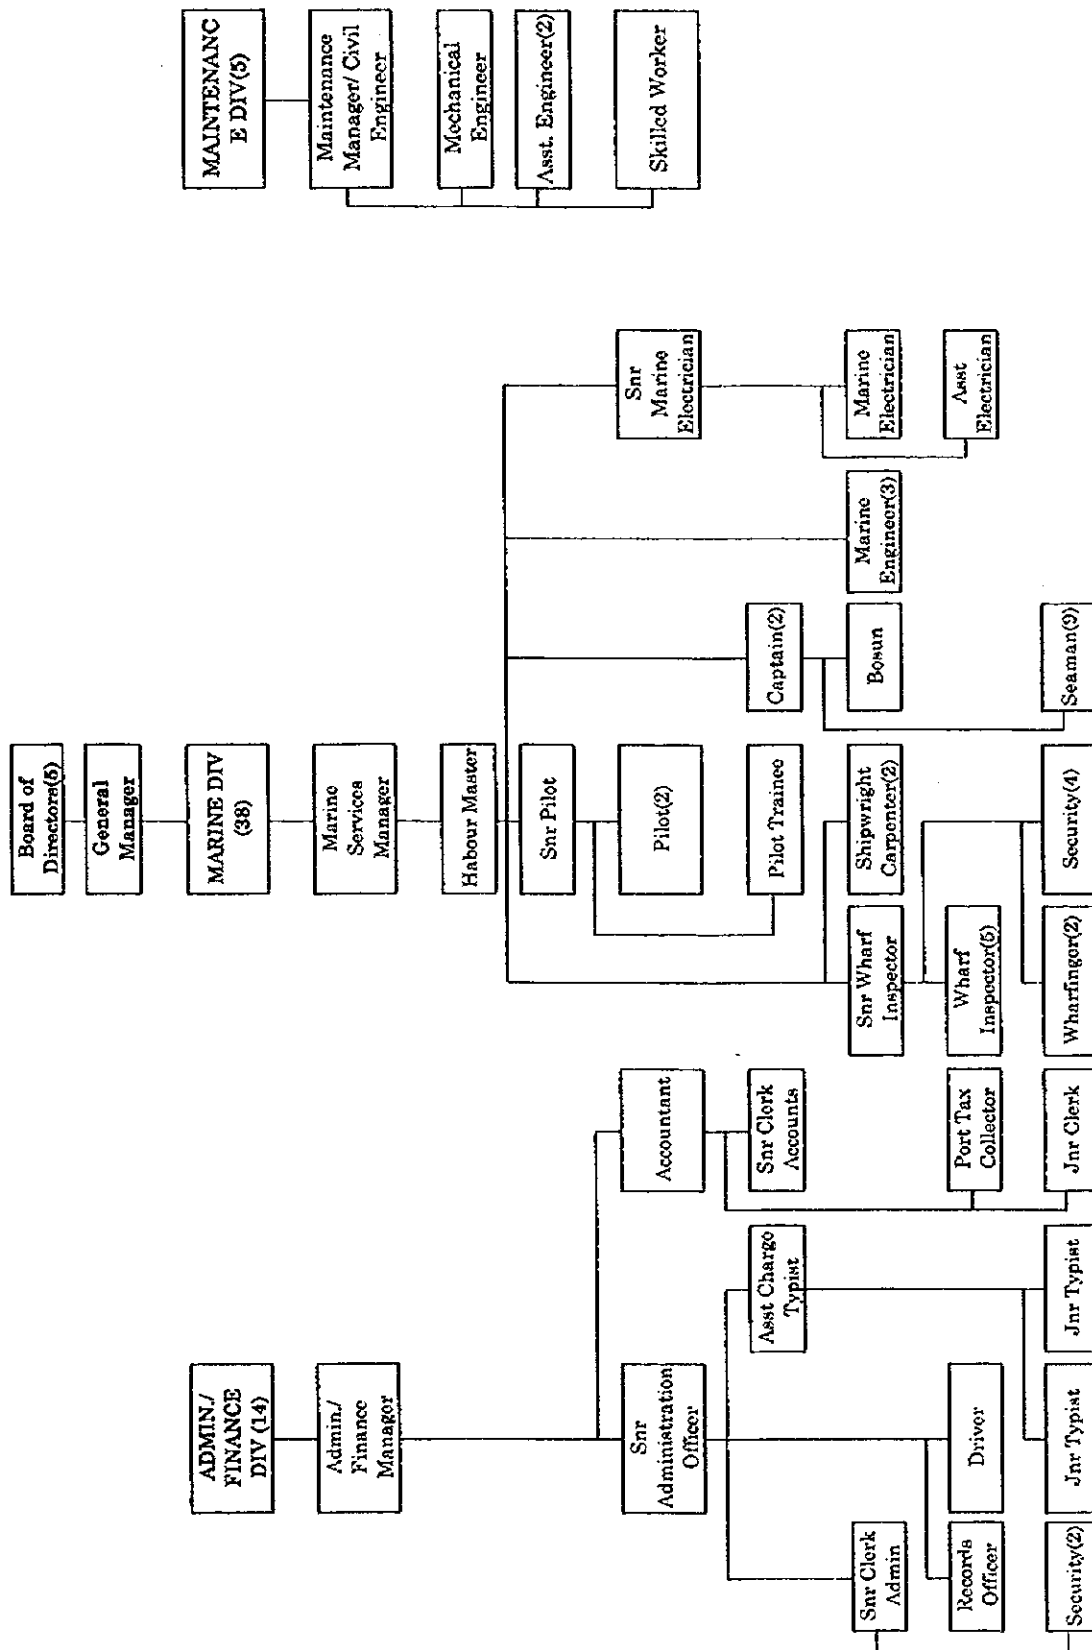 Board of
Directors(5)
General
Manager
ADMIN./
FINANCE
DIV (14)
MARINE DIV
(38)
MAINTENANC
E DIV(5)
Admin./
Finance
Manager
Marine
Services
Manager
Maintenance
Manager/ Civil
Engineer
Habour Master
Mechanical
Engineer
Snr Pilot
Asst. Engineer(2)
Snr
Administration
Officer
Accountant
Pilot(2)
Snr
Marine
Electrician
Skilled Worker
Asst Charge
Typist
Snr Clerk
Accounts
Pilot Trainee
Captain(2)
Snr Clerk
Admin
Snr Wharf
Inspector
Shipwright
Carpenter(2)
Bosun
Marine
Engineer(3)
Marine
Electrician
Records
Officer
Driver
Port Tax
Collector
Wharf
Inspector(5)
Asst
Electrician
Security(2)
Jnr Typist
Jnr Typist
Jnr Clerk
Wharfinger(2)
Security(4)
Seaman(9)